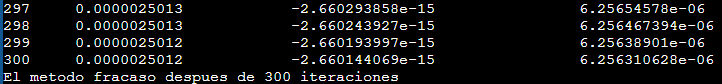 297 0.0000025013 -2.660293858e-15 6.25654578e-06
298 0.0000025013 -2.660243927e-15 6.256467394e-06
299 0.0000025012 -2.660193997e-15 6.25638901e-06
300 0.0000025012 -2.660144069e-15 6.256310628e-06
El metodo fracaso despues de 300 iteraciones